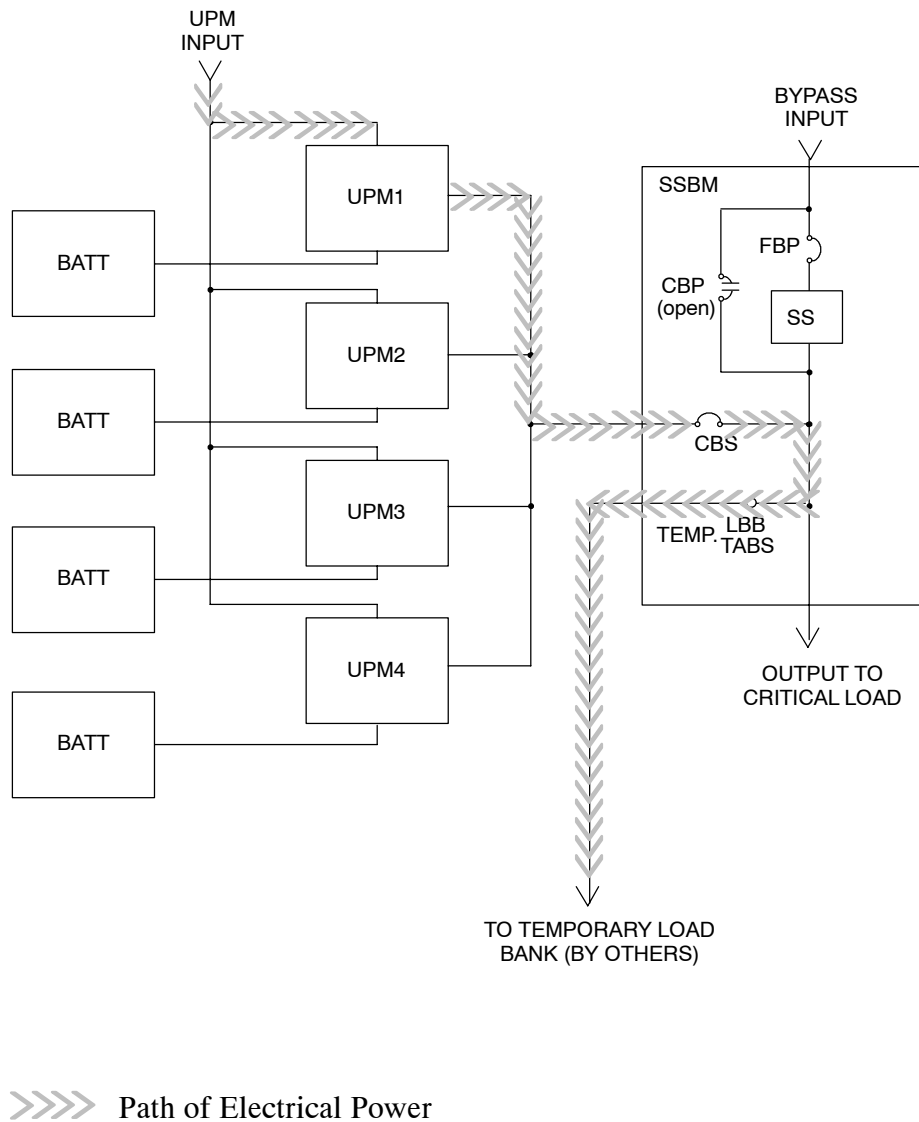 UPM
INPUT
BYPASS
INPUT
SSBM
UPM1
FBP
BATT
CBP
(open)
SS
UPM2
BATT
CBS
UPM3
TEMP.
LBB
TABS
BATT
UPM4
OUTPUT TO
CRITICAL LOAD
BATT
TO TEMPORARY LOAD
BANK (BY OTHERS)
Path of Electrical Power